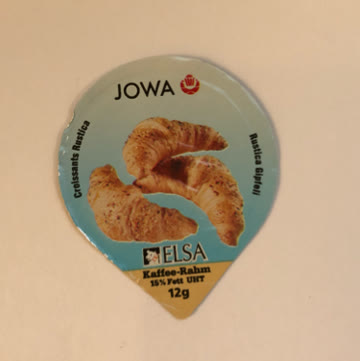 JOWA
Croissants Rustica
Rustica Gipfeli
ELSA
Kaffee-Rahm
15% Fett UHT
12g